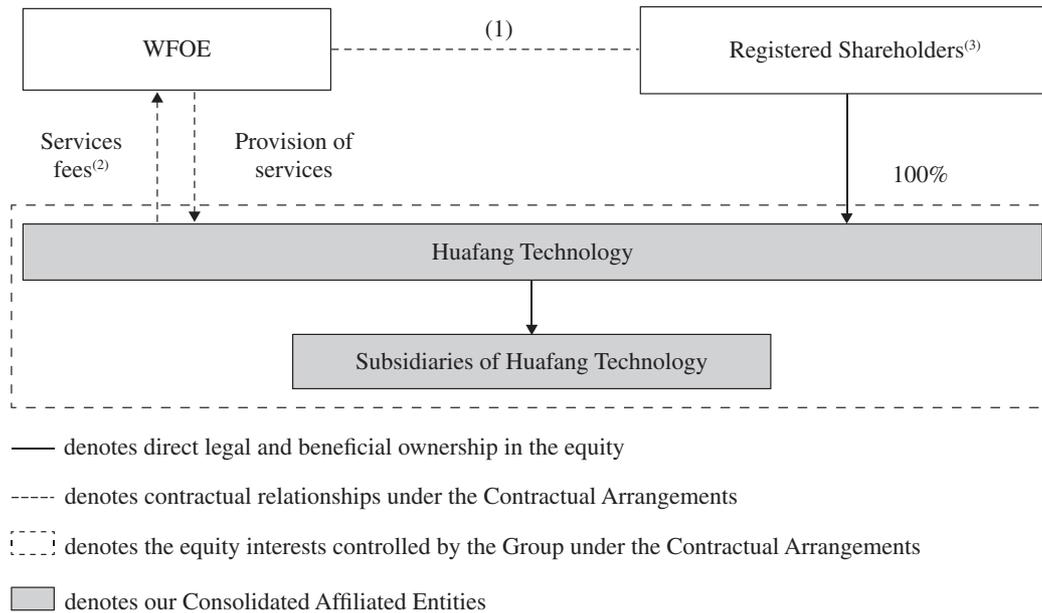 (1)
WFOE
Registered Shareholders(3)
Services
fees(2)
Provision of
services
100%
Huafang Technology
Subsidiaries of Huafang Technology
denotes direct legal and beneficial ownership in the equity
denotes contractual relationships under the Contractual Arrangements
denotes the equity interests controlled by the Group under the Contractual Arrangements
denotes our Consolidated Affiliated Entities